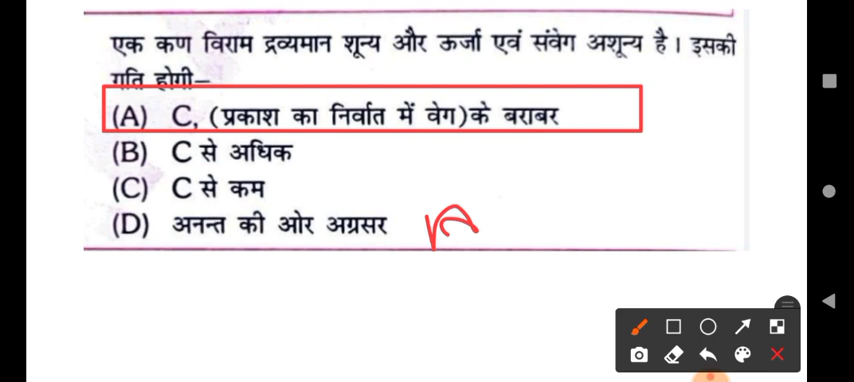 एक कण विराम द्रव्यमान शून्य और ऊर्जा एवं संवेग अशून्य है। इसकी
गति होगी—
(A) C, (प्रकाश का निर्वात में वेग)के बराबर
(B) C से अधिक
(C) C से कम
(D) अनन्त की ओर अग्रसर